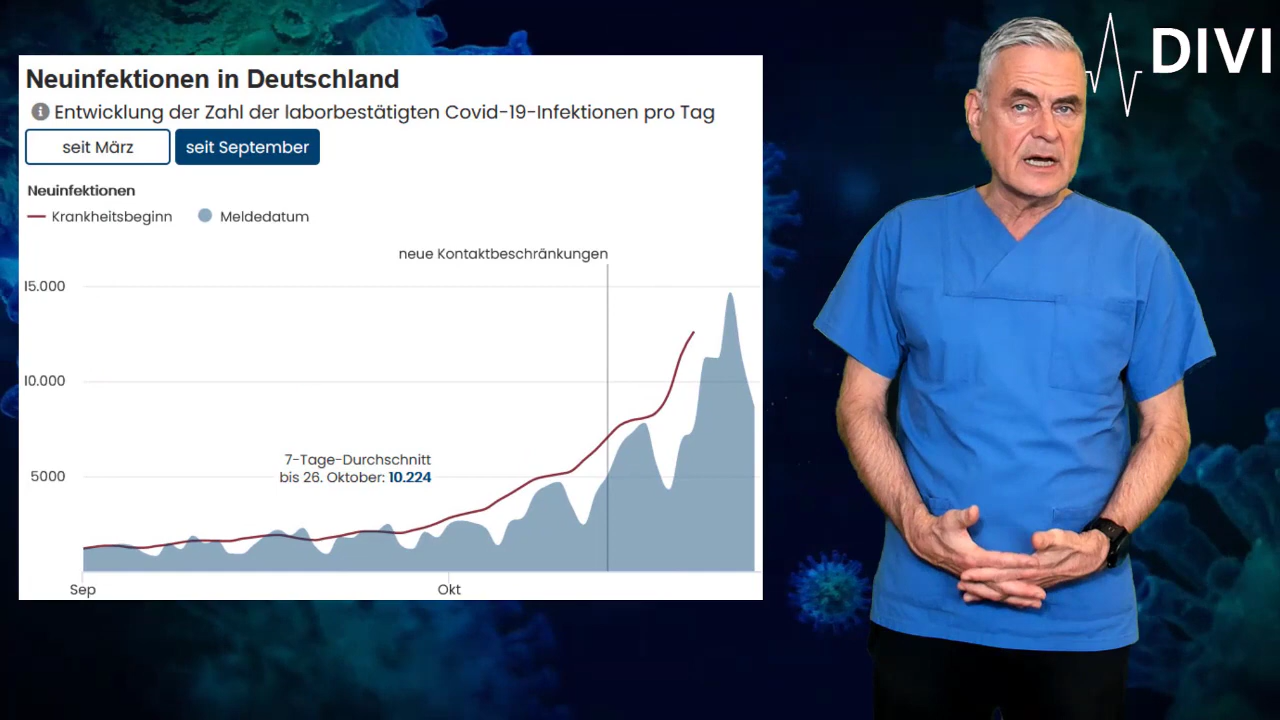 DIVI
Neuinfektionen in Deutschland
Entwicklung der Zahl der laborbestätigten Covid-19-Infektionen pro Tag
seit März
seit September
Neuinfektionen
Krankheitsbeginn
Meldedatum
neue Kontaktbeschränkungen
15.000
10.000
7-Tage-Durchschnitt
bis 26. Oktober: 10.224
5000
Sep
Okt